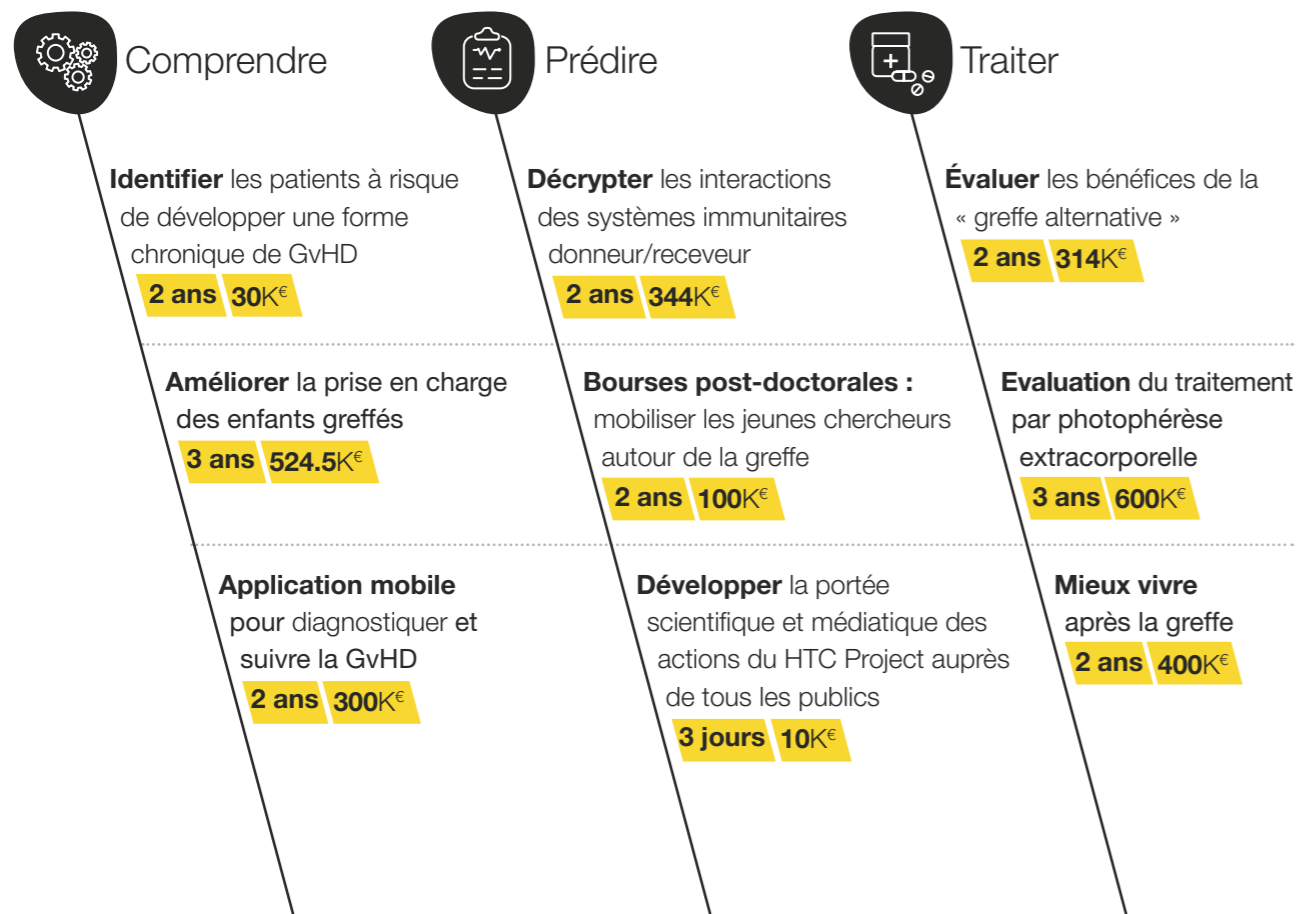 Comprendre
Identifier les patients à risque
de développer une forme
chronique de GvHD
2 ans 30K€
Améliorer la prise en charge
des enfants greffés
3 ans 524.5K€
Application mobile
pour diagnostiquer et
suivre la GvHD
2 ans 300K€
Prédire
Décrypter les interactions
des systèmes immunitaires
donneur/receveur
2 ans 344K€
Bourses post-doctorales :
mobiliser les jeunes chercheurs
autour de la greffe
2 ans 100K€
Développer la portée
scientifique et médiatique des
actions du HTC Project auprès
de tous les publics
3 jours 10K€
Traiter
Évaluer les bénéfices de la
« greffe alternative »
2 ans 314K€
Evaluation du traitement
par photophérèse
extracorporelle
3 ans 600K€
Mieux vivre
après la greffe
2 ans 400K€